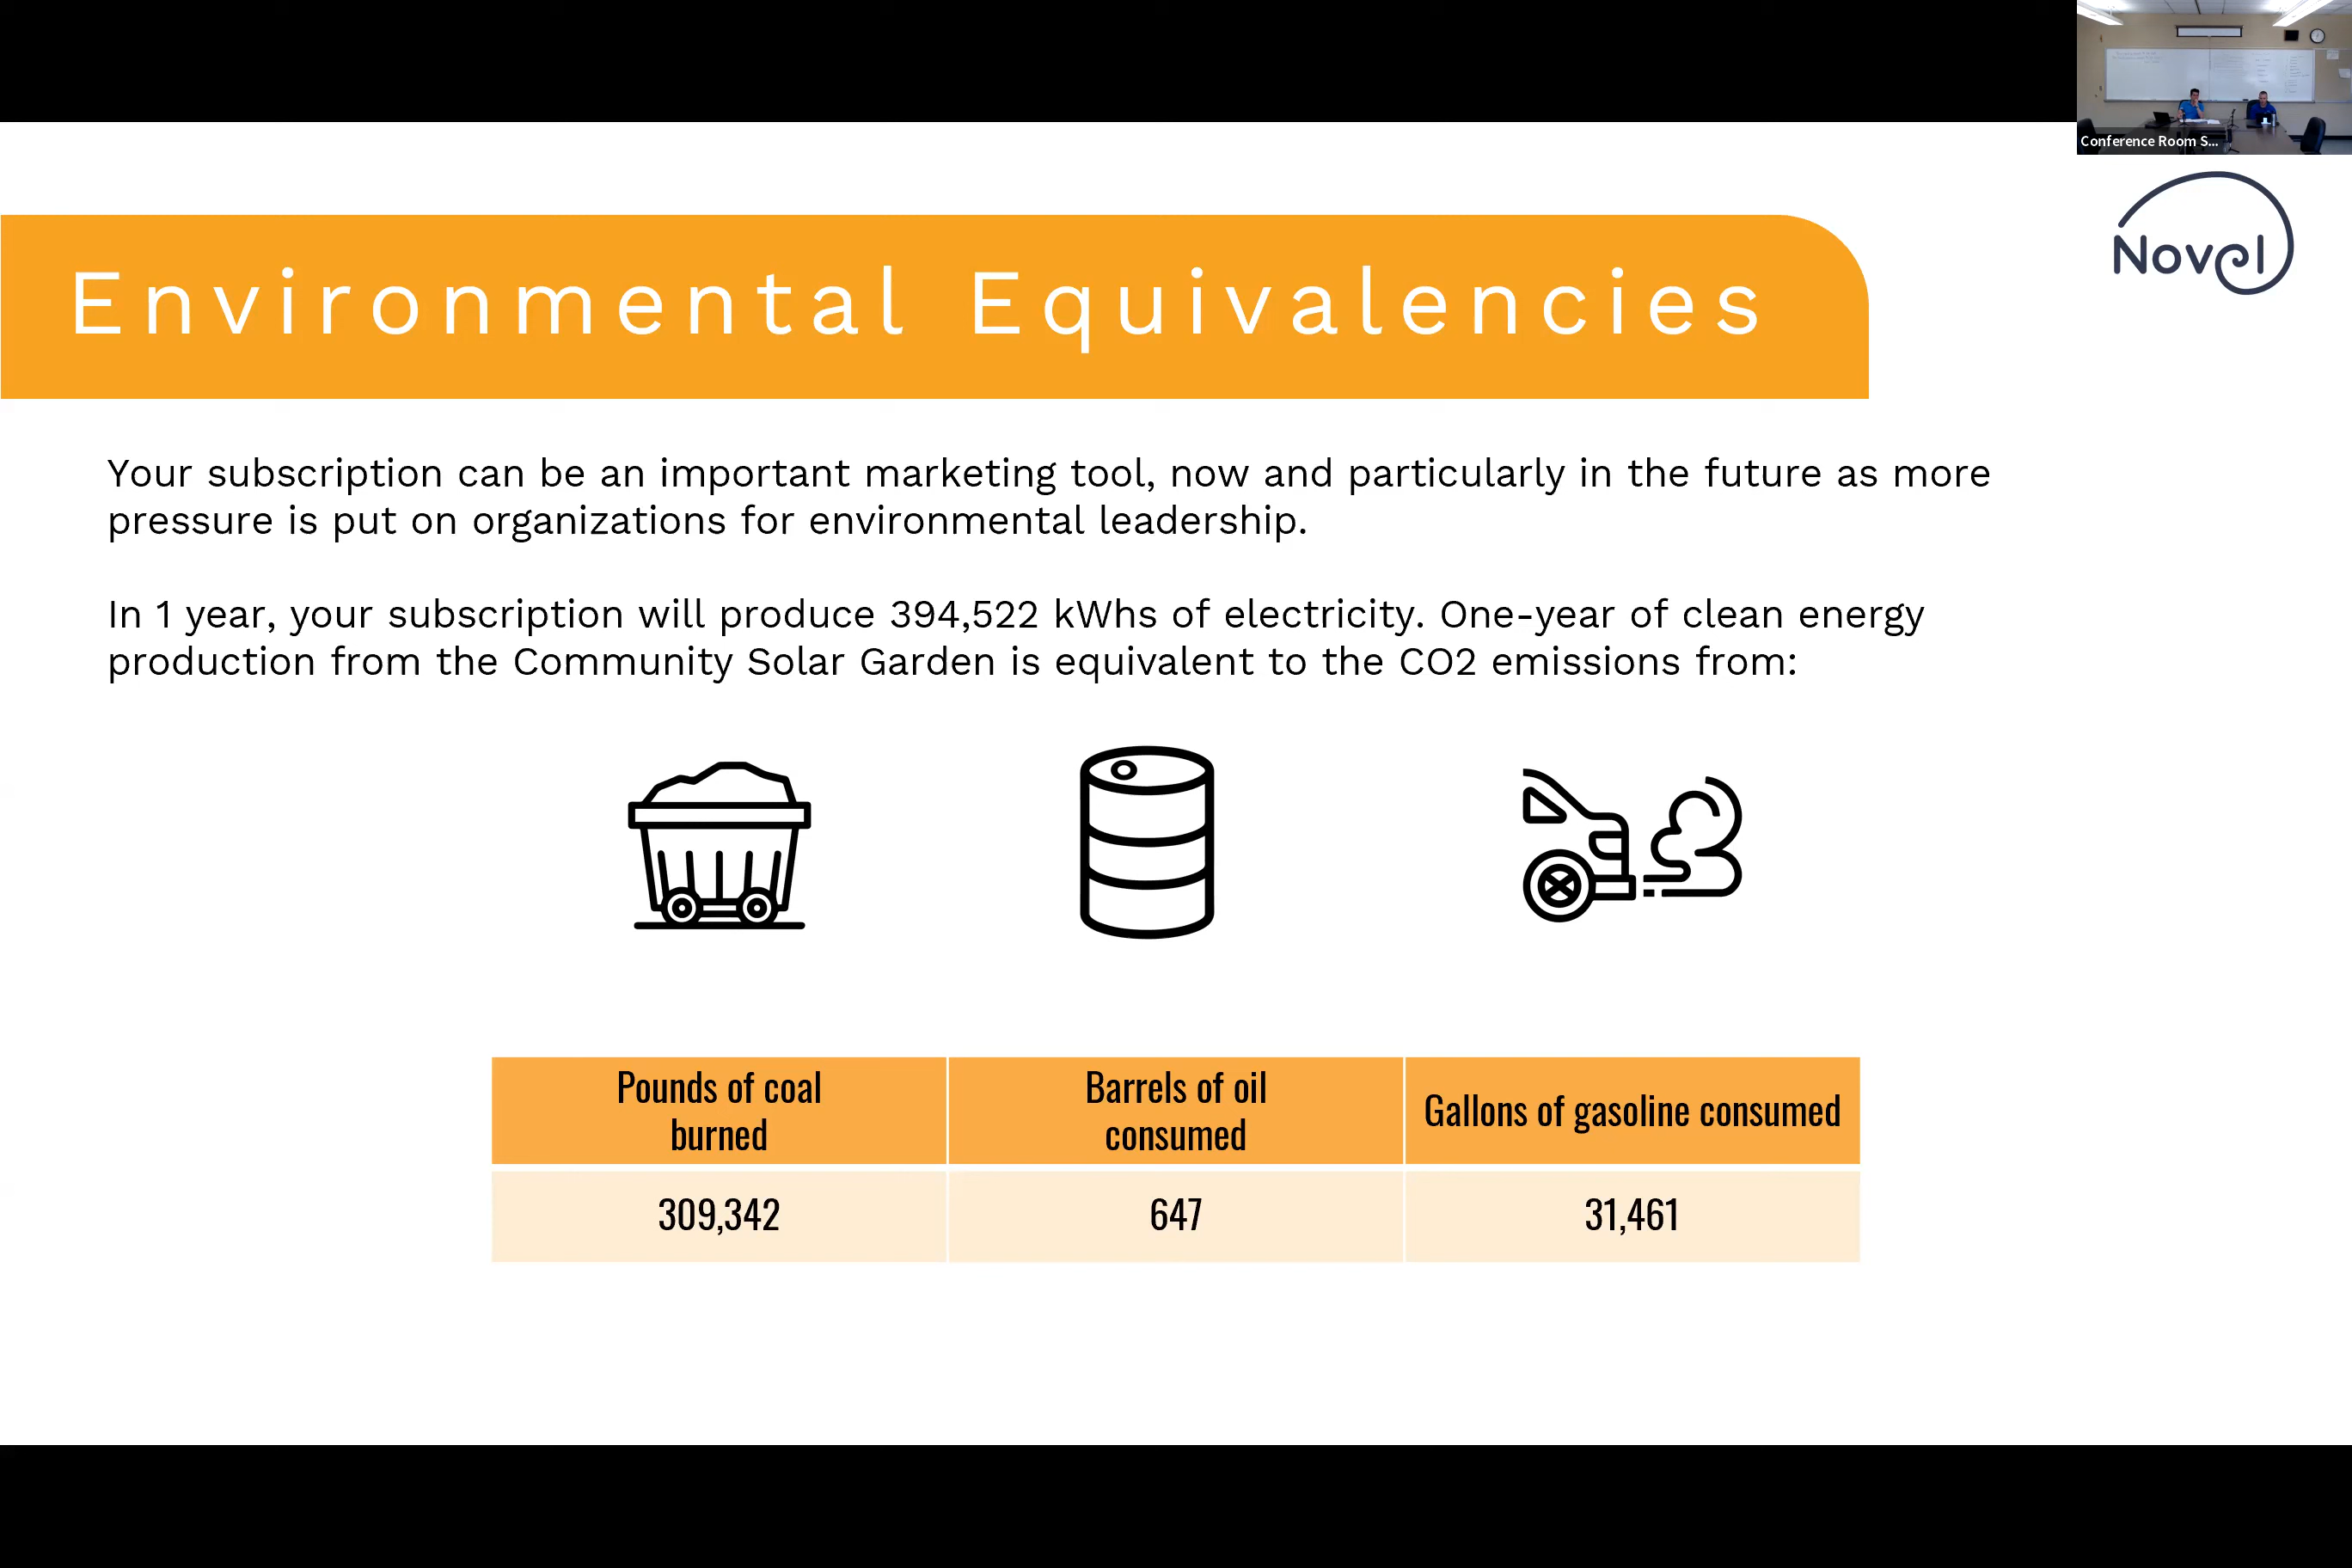 Conference Room S...
Novel
Environmental Equivalencies
Your subscription can be an important marketing tool, now and particularly in the future as more
pressure is put on organizations for environmental leadership.
In 1 year, your subscription will produce 394,522 kWhs of electricity. One-year of clean energy
production from the Community Solar Garden is equivalent to the CO2 emissions from:
Pounds of coal
burned
Barrels of oil
consumed
Gallons of gasoline consumed
309,342
647
31,461